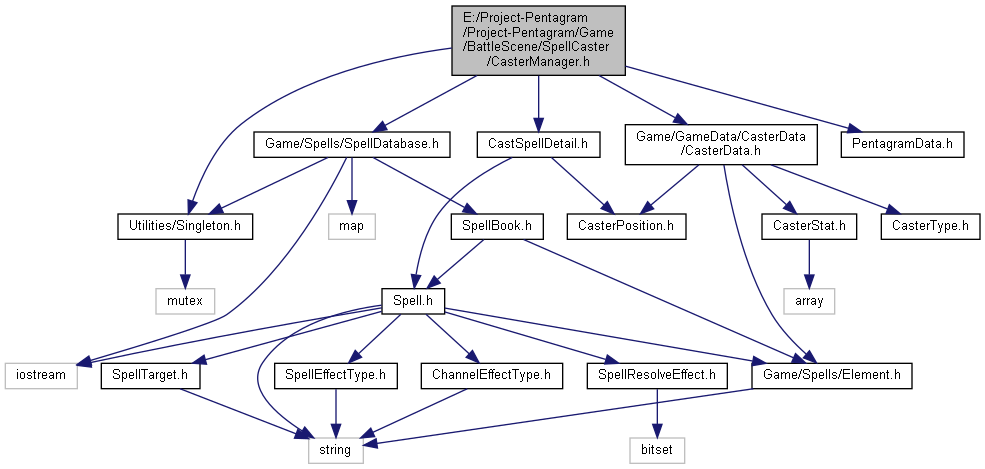 E:/Project-Pentagram
/Project-Pentagram/Game
/BattleScene/SpellCaster
/CasterManager.h
Game/Spells/SpellDatabase.h
CastSpellDetail.h
Game/GameData/CasterData
/CasterData.h
PentagramData.h
Utilities/Singleton.h
map
SpellBook.h
CasterPosition.h
CasterStat.h
CasterType.h
mutex
Spell.h
array
iostream
SpellTarget.h
SpellEffectType.h
ChannelEffectType.h
SpellResolveEffect.h
Game/Spells/Element.h
string
bitset